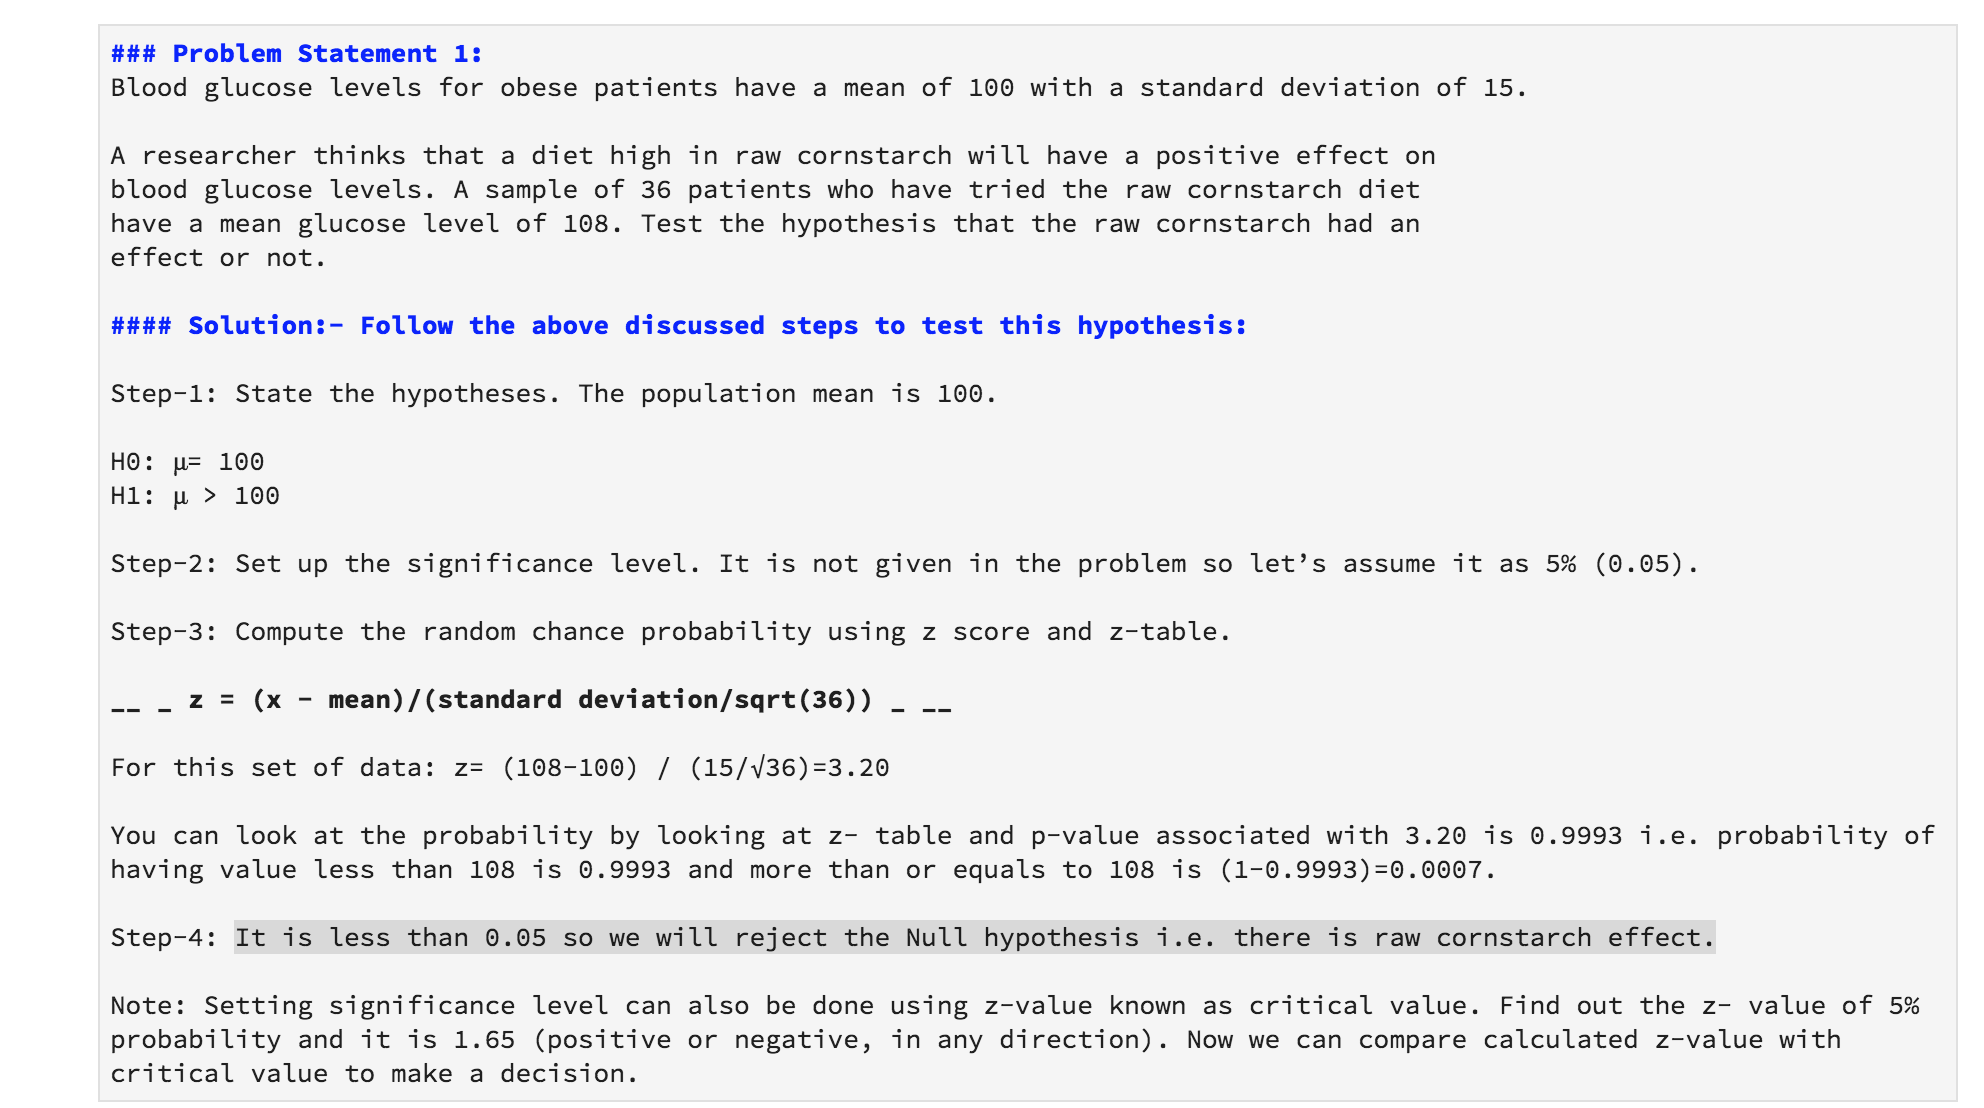 ### Problem Statement 1:
Blood glucose levels for obese patients have a mean of 100 with a standard deviation of 15.
A researcher thinks that a diet high in raw cornstarch will have a positive effect on
blood glucose levels. A sample of 36 patients who have tried the raw cornstarch diet
have a mean glucose level of 108. Test the hypothesis that the raw cornstarch had an
effect or not.
#### Solution:- Follow the above discussed steps to test this hypothesis:
Step-1: State the hypotheses. The population mean is 100.
H0: μ= 100
H1: μ > 100
Step-2: Set up the significance level. It is not given in the problem so let’s assume it as 5% (0.05).
Step-3: Compute the random chance probability using z score and z-table.
__ _ z = (x - mean)/(standard deviation/sqrt(36)) _ __
For this set of data: z= (108-100) / (15/√36)=3.20
You can look at the probability by looking at z- table and p-value associated with 3.20 is 0.9993 i.e. probability of
having value less than 108 is 0.9993 and more than or equals to 108 is (1-0.9993)=0.0007.
Step-4: It is less than 0.05 so we will reject the Null hypothesis i.e. there is raw cornstarch effect.
Note: Setting significance level can also be done using z-value known as critical value. Find out the z- value of 5%
probability and it is 1.65 (positive or negative, in any direction). Now we can compare calculated z-value with
critical value to make a decision.